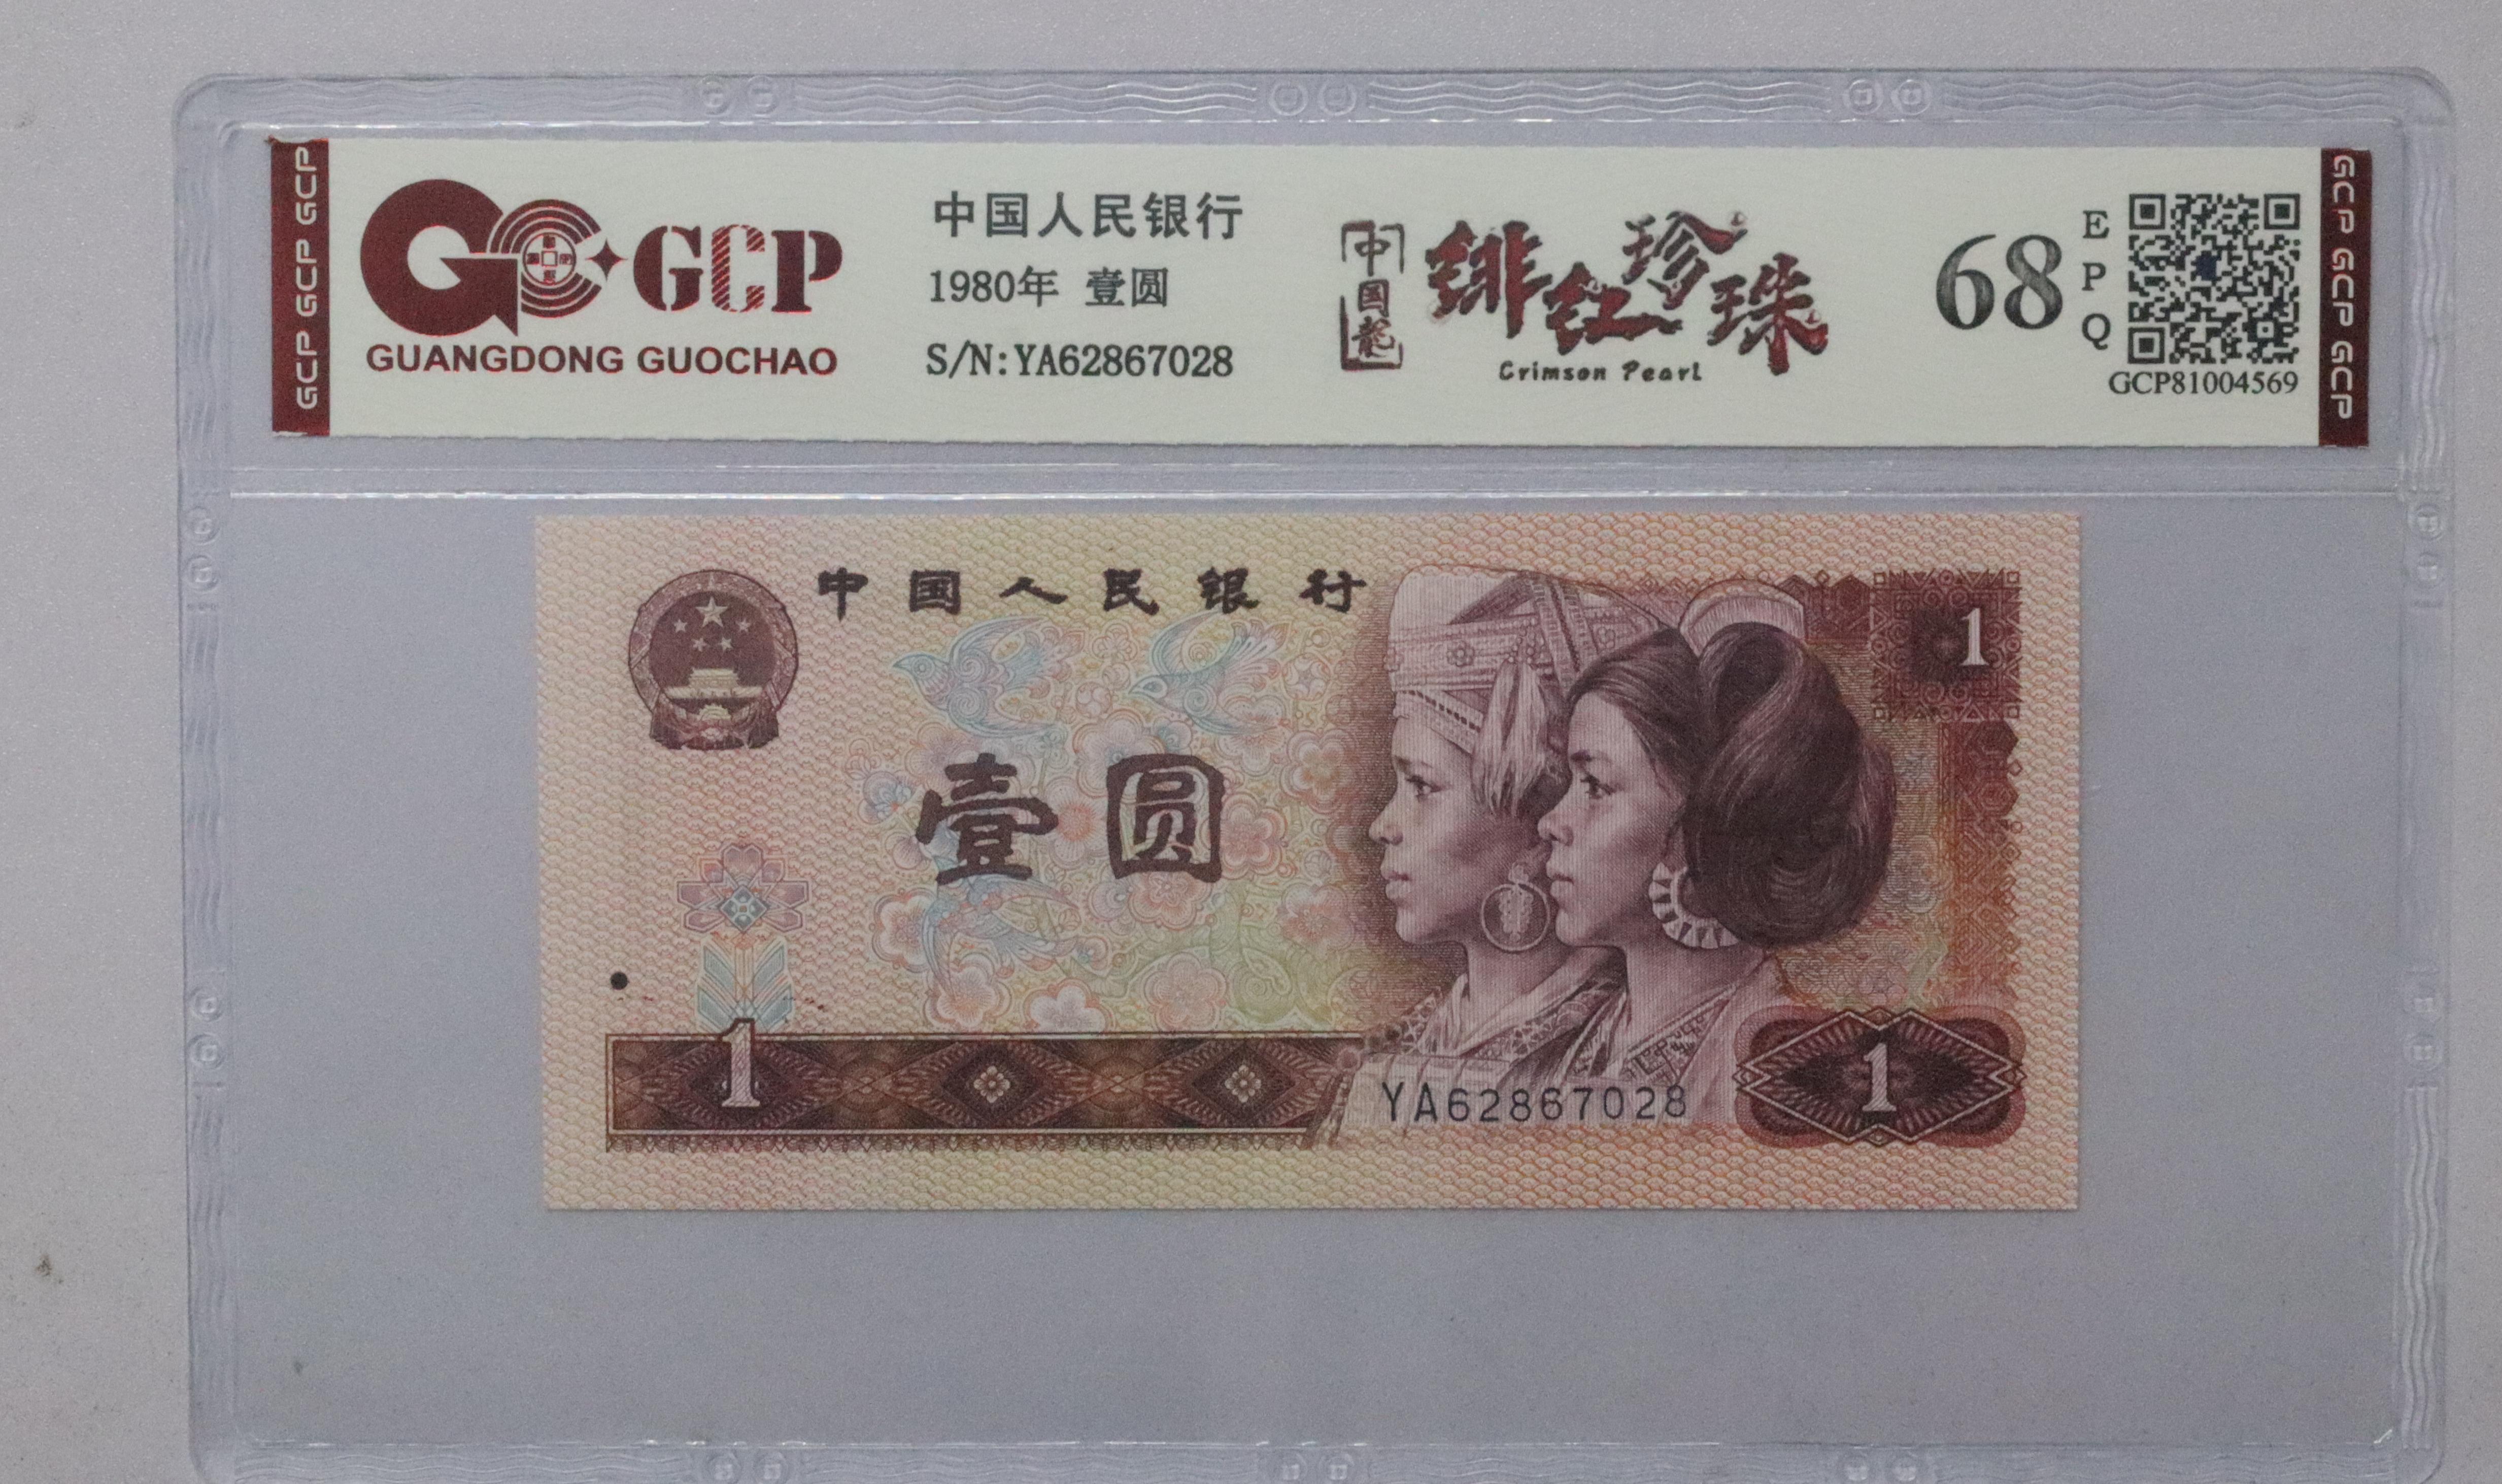 GCP GCP GCP
GCP
GUANGDONG GUOCHAO
中国人民银行
1980年 壹圆
S/N:YA62867028
中国龍
绯红珍珠
Crimson Pearl
68
EPQ
GCP81004569
GCP GCP GCP
中国人民银行
1
壹圆
1
YA62867028
1